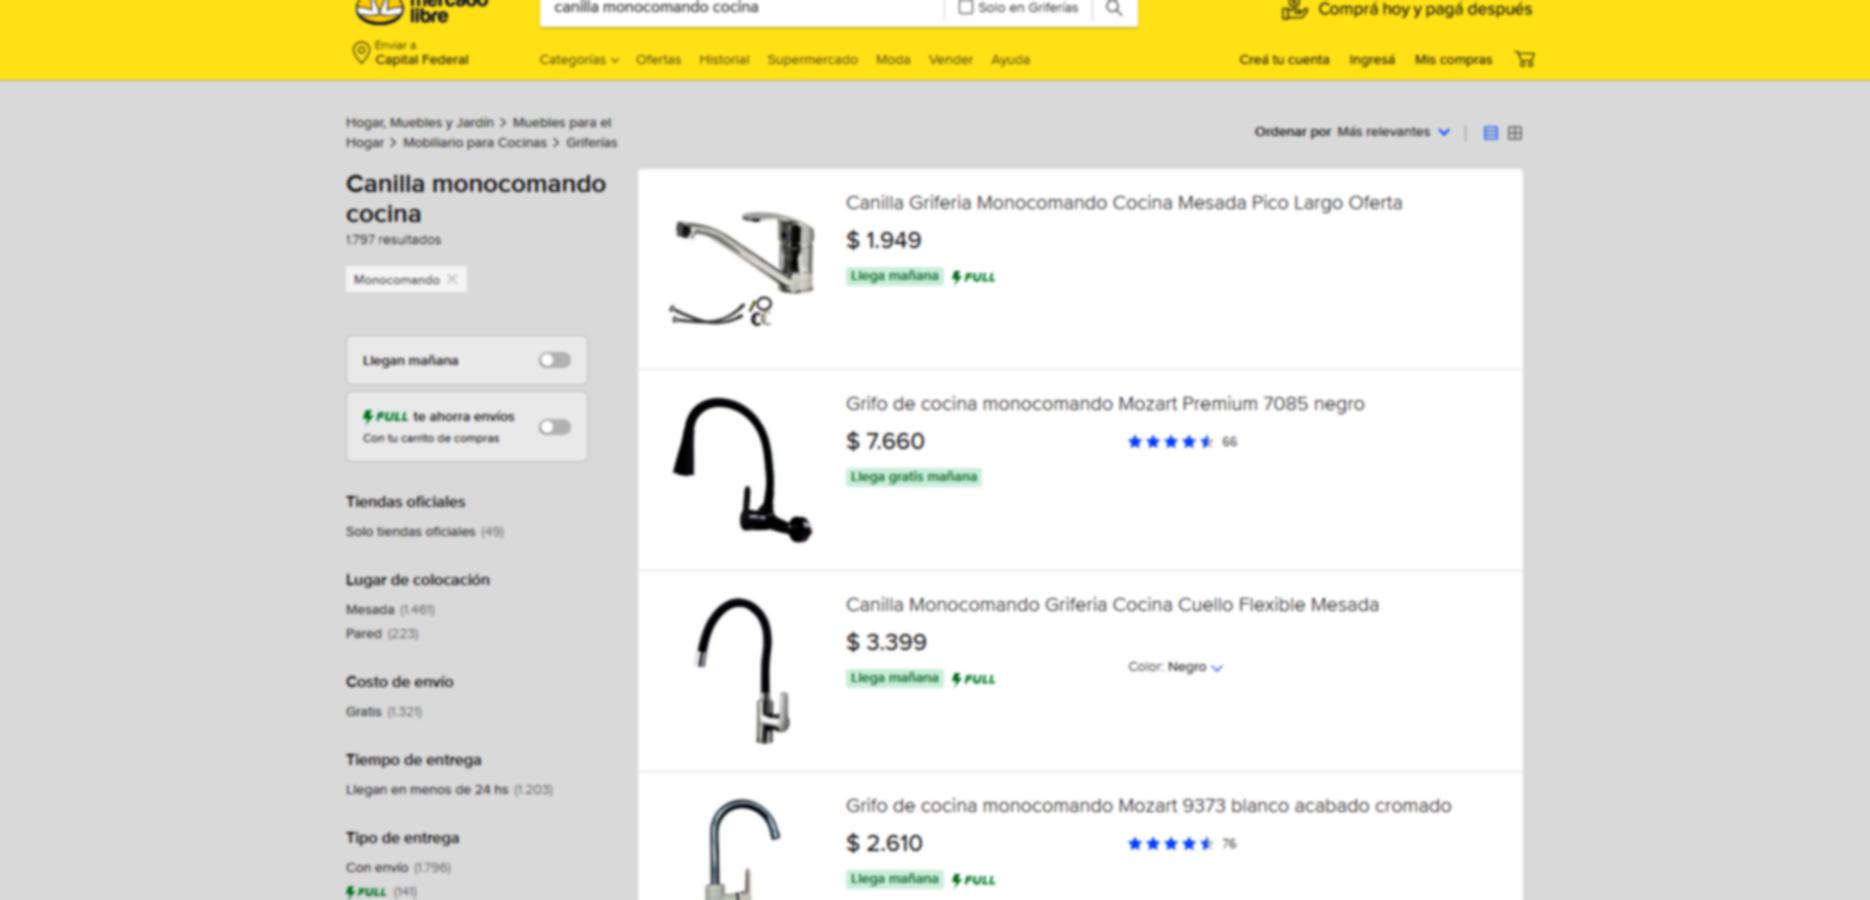 mercado
libre
canilla monocomando cocina
Solo en Griferías
Comprá hoy y pagá después
Enviar a
Capital Federal
Categorías
Ofertas
Historial
Supermercado
Moda
Vender
Ayuda
Creá tu cuenta
Ingresá
Mis compras
Hogar, Muebles y Jardín > Muebles para el
Hogar > Mobiliario para Cocinas > Griferías
Ordenar por Más relevantes
Canilla monocomando
cocina
1.797 resultados
Monocomando
Llegan mañana
FULL te ahorra envíos
Con tu carrito de compras
Tiendas oficiales
Solo tiendas oficiales (49)
Lugar de colocación
Mesada (1.461)
Pared (223)
Costo de envío
Gratis (1.321)
Tiempo de entrega
Llegan en menos de 24 hs (1.203)
Tipo de entrega
Con envío (1.796)
FULL (141)
Canilla Griferia Monocomando Cocina Mesada Pico Largo Oferta
$ 1.949
Llega mañana FULL
Grifo de cocina monocomando Mozart Premium 7085 negro
$ 7.660
66
Llega gratis mañana
Canilla Monocomando Griferia Cocina Cuello Flexible Mesada
$ 3.399
Color: Negro
Llega mañana FULL
Grifo de cocina monocomando Mozart 9373 blanco acabado cromado
$ 2.610
76
Llega mañana FULL